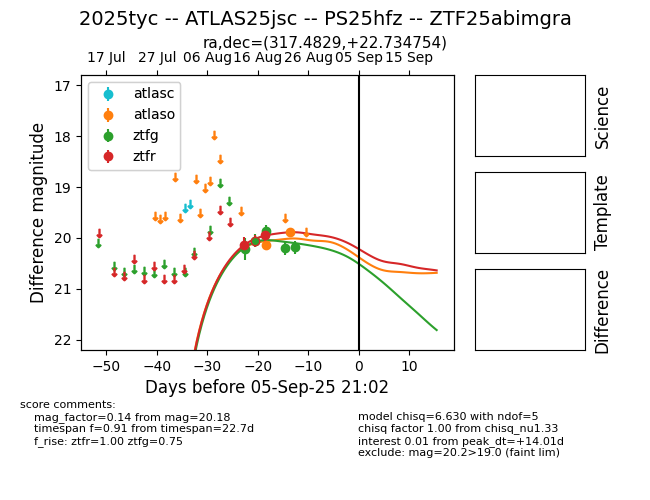 2025tyc -- ATLAS25jsc -- PS25hfz -- ZTF25abimgra
ra,dec=(317.4829,+22.734754)
17 Jul 27 Jul 06 Aug 16 Aug 26 Aug 05 Sep 15 Sep
atlasc
atlaso
ztfg
ztfr
17
18
19
20
21
22
Difference magnitude
−50 −40 −30 −20 −10 0 10
Days before 05-Sep-25 21:02
Science
Template
Difference
score comments:
mag_factor=0.14 from mag=20.18
timespan f=0.91 from timespan=22.7d
f_rise: ztfr=1.00 ztfg=0.75
model chisq=6.630 with ndof=5
chisq factor 1.00 from chisq_nu1.33
interest 0.01 from peak_dt=+14.01d
exclude: mag=20.2>19.0 (faint lim)